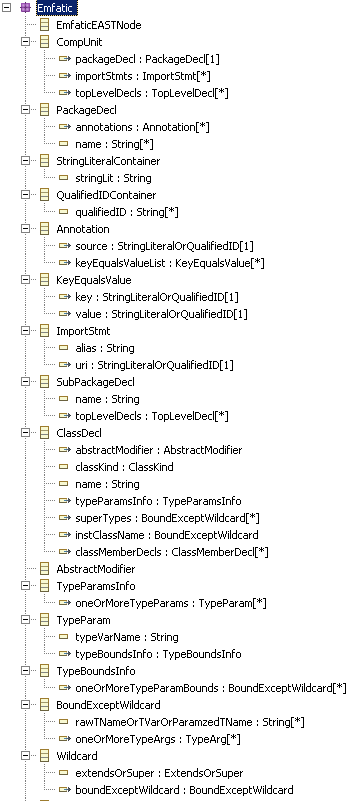 Emfatic
EmfaticEASTNode
CompUnit
packageDecl : PackageDecl[1]
importStmts : ImportStmt[*]
topLevelDecls : TopLevelDecl[*]
PackageDecl
annotations : Annotation[*]
name : String[*]
StringLiteralContainer
stringLit : String
QualifiedIDContainer
qualifiedID : String[*]
Annotation
source : StringLiteralOrQualifiedID[1]
keyEqualsValueList : KeyEqualsValue[*]
KeyEqualsValue
key : StringLiteralOrQualifiedID[1]
value : StringLiteralOrQualifiedID[1]
ImportStmt
alias : String
uri : StringLiteralOrQualifiedID[1]
SubPackageDecl
name : String
topLevelDecls : TopLevelDecl[*]
ClassDecl
abstractModifier : AbstractModifier
classKind : ClassKind
name : String
typeParamsInfo : TypeParamsInfo
superTypes : BoundExceptWildcard[*]
instClassName : BoundExceptWildcard
classMemberDecls : ClassMemberDecl[*]
AbstractModifier
TypeParamsInfo
oneOrMoreTypeParams : TypeParam[*]
TypeParam
typeVarName : String
typeBoundsInfo : TypeBoundsInfo
TypeBoundsInfo
oneOrMoreTypeParamBounds : BoundExceptWildcard[*]
BoundExceptWildcard
rawTNameOrTVarOrParamzedTName : String[*]
oneOrMoreTypeArgs : TypeArg[*]
Wildcard
extendsOrSuper : ExtendsOrSuper
boundExceptWildcard : BoundExceptWildcard